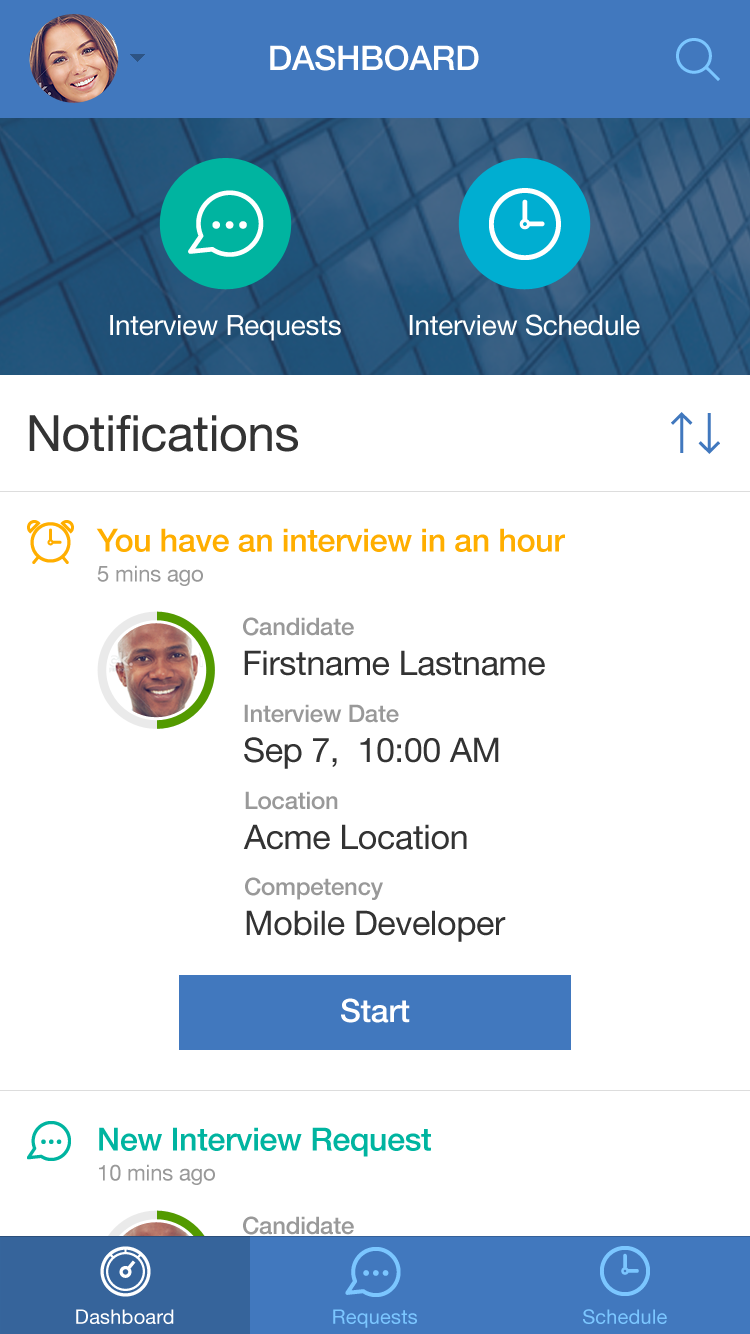 DASHBOARD
Interview Requests
Interview Schedule
Notifications
You have an interview in an hour
5 mins ago
Candidate
Firstname Lastname
Interview Date
Sep 7, 10:00 AM
Location
Acme Location
Competency
Mobile Developer
Start
New Interview Request
10 mins ago
Candidate
Dashboard
Requests
Schedule